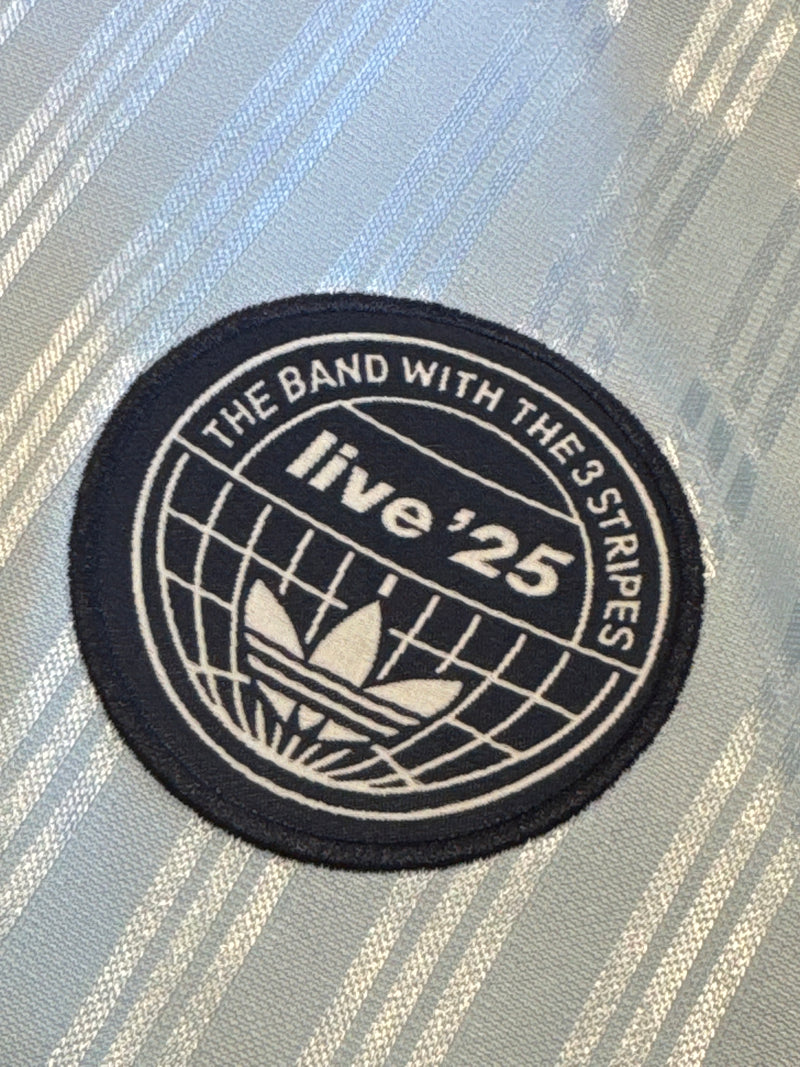 THE BAND WITH THE 3 STRIPES
live '25